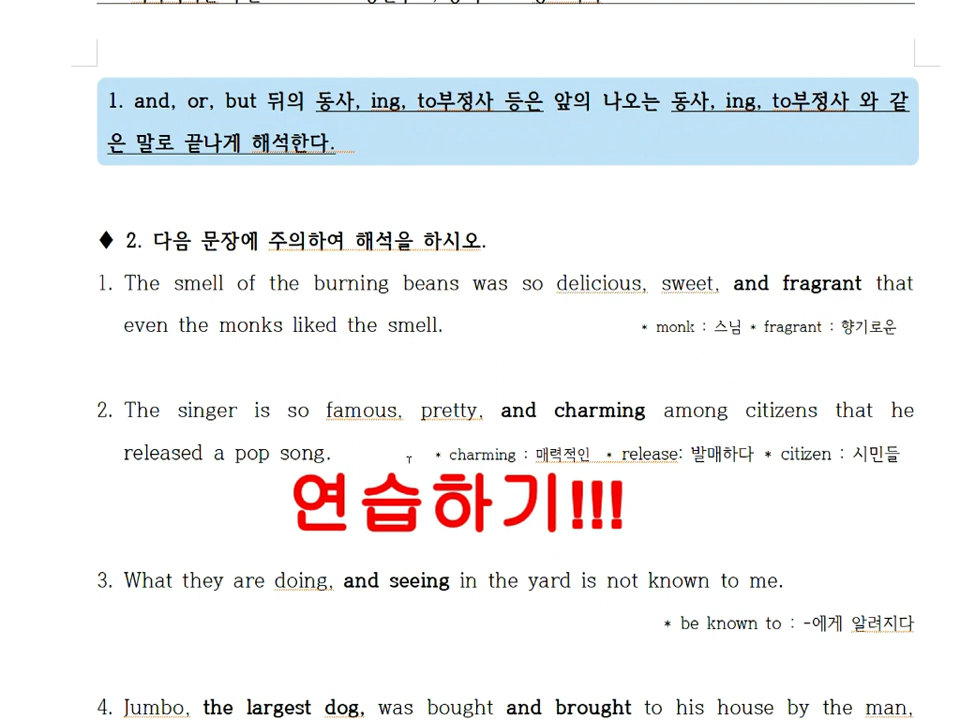 1. and, or, but 뒤의 동사, ing, to부정사 등은 앞의 나오는 동사, ing, to부정사 와 같
은 말로 끝나게 해석한다.
◆ 2. 다음 문장에 주의하여 해석을 하시오.
1. The smell of the burning beans was so delicious, sweet, and fragrant that
even the monks liked the smell. * monk : 스님 * fragrant : 향기로운
2. The singer is so famous, pretty, and charming among citizens that he
released a pop song. * charming : 매력적인 * release: 발매하다 * citizen : 시민들
연습하기!!!
3. What they are doing, and seeing in the yard is not known to me.
* be known to : -에게 알려지다
4. Jumbo, the largest dog, was bought and brought to his house by the man,